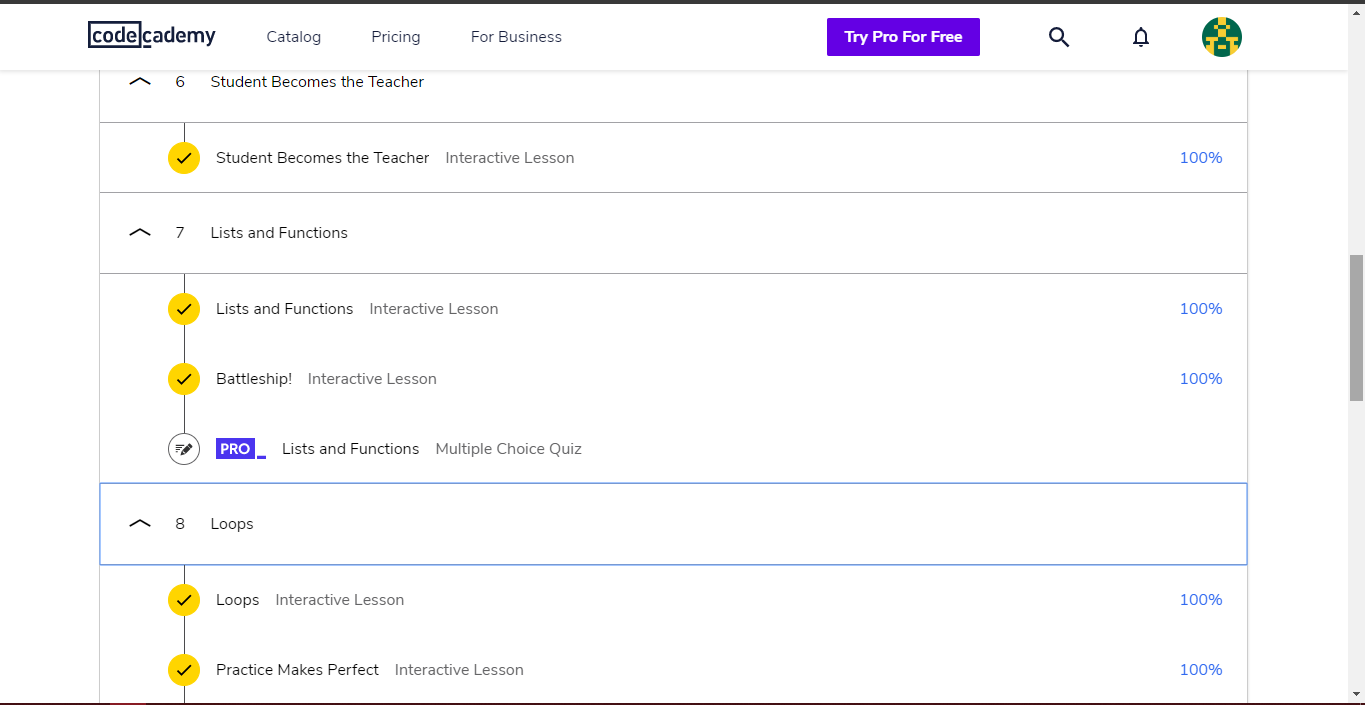 codecademy Catalog Pricing For Business Try Pro For Free
6 Student Becomes the Teacher
Student Becomes the Teacher Interactive Lesson 100%
7 Lists and Functions
Lists and Functions Interactive Lesson 100%
Battleship! Interactive Lesson 100%
PRO Lists and Functions Multiple Choice Quiz
8 Loops
Loops Interactive Lesson 100%
Practice Makes Perfect Interactive Lesson 100%